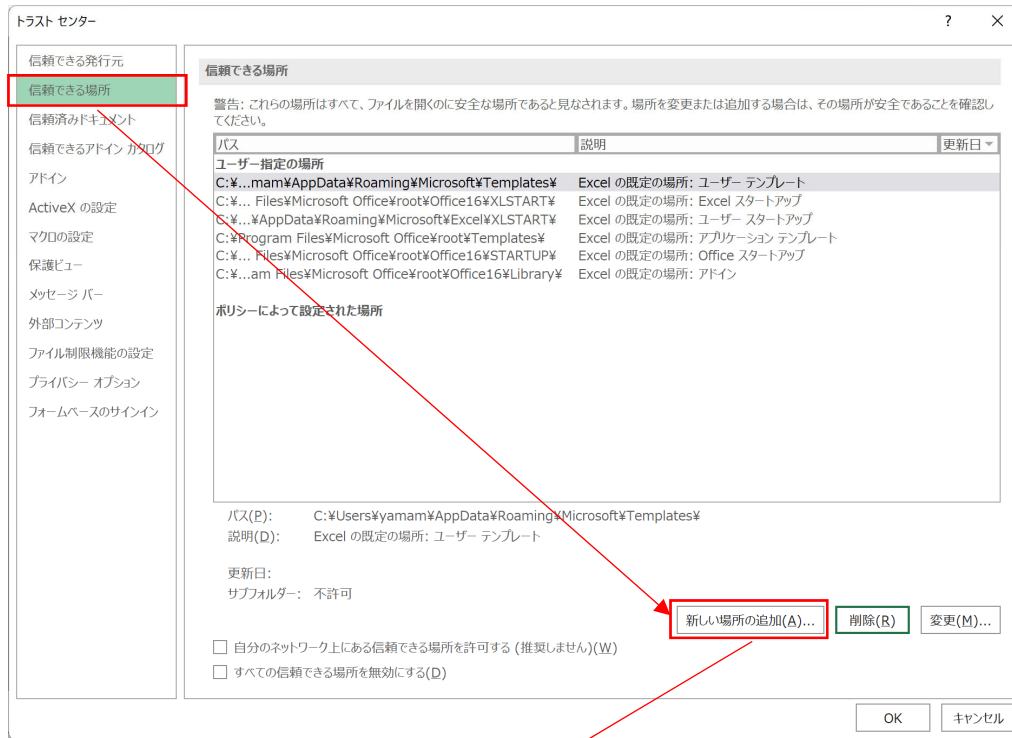 トラスト センター
? ×
信頼できる発行元
信頼できる場所
信頼済みドキュメント
信頼できるアドイン カタログ
アドイン
ActiveX の設定
マクロの設定
保護ビュー
メッセージ バー
外部コンテンツ
ファイル制限機能の設定
プライバシー オプション
フォームベースのサインイン
信頼できる場所
警告: これらの場所はすべて、ファイルを開くのに安全な場所であると見なされます。場所を変更または追加する場合は、その場所が安全であることを確認し
てください。
パス 説明 更新日
ユーザー指定の場所
C:¥...mam¥AppData¥Roaming¥Microsoft¥Templates¥ Excel の既定の場所: ユーザー テンプレート
C:¥... Files¥Microsoft Office¥root¥Office16¥XLSTART¥ Excel の既定の場所: Excel スタートアップ
C:¥...¥AppData¥Roaming¥Microsoft¥Excel¥XLSTART¥ Excel の既定の場所: ユーザー スタートアップ
C:¥Program Files¥Microsoft Office¥root¥Templates¥ Excel の既定の場所: アプリケーション テンプレート
C:¥... Files¥Microsoft Office¥root¥Office16¥STARTUP¥ Excel の既定の場所: Office スタートアップ
C:¥...am Files¥Microsoft Office¥root¥Office16¥Library¥ Excel の既定の場所: アドイン
ポリシーによって設定された場所
パス(P): C:¥Users¥yamam¥AppData¥Roaming¥Microsoft¥Templates¥
説明(D): Excel の既定の場所: ユーザー テンプレート
更新日:
サブフォルダー: 不許可
新しい場所の追加(A)... 削除(R) 変更(M)...
自分のネットワーク上にある信頼できる場所を許可する (推奨しません)(W)
すべての信頼できる場所を無効にする(D)
OK キャンセル